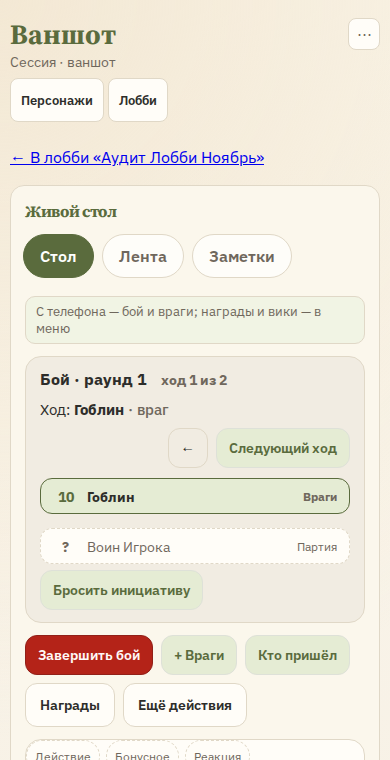 Ваншот
...
Сессия · ваншот
Персонажи
Лобби
← В лобби «Аудит Лобби Ноябрь»
Живой стол
Стол
Лента
Заметки
С телефона — бой и враги; награды и вики — в
меню
Бой · раунд 1 ход 1 из 2
Ход: Гоблин · враг
←
Следующий ход
10 Гоблин Враги
? Воин Игрока Партия
Бросить инициативу
Завершить бой
+ Враги
Кто пришёл
Награды
Ещё действия
Действие
Бонусное
Реакция